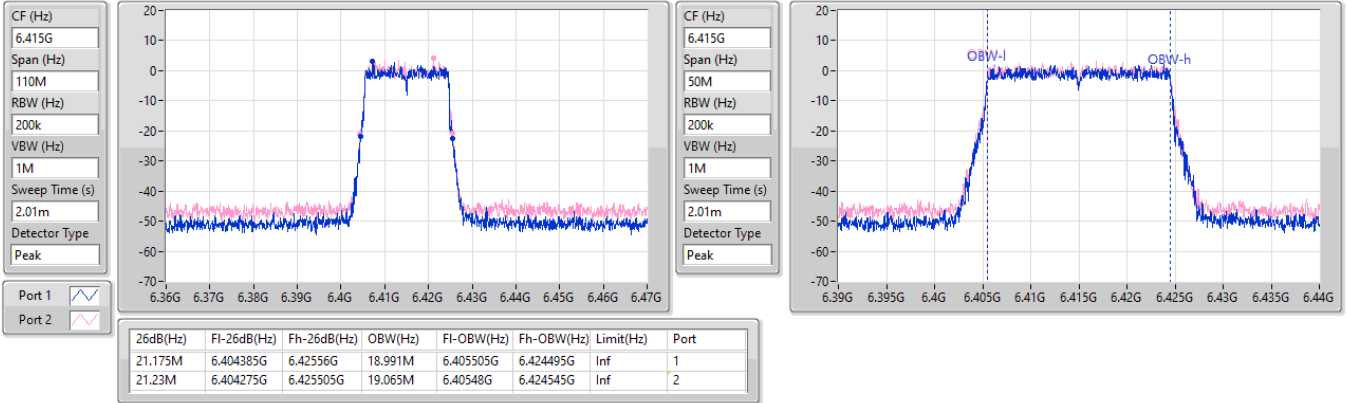 CF (Hz)
6.415G
Span (Hz)
110M
RBW (Hz)
200k
VBW (Hz)
1M
Sweep Time (s)
2.01m
Detector Type
Peak
Port 1
Port 2
20
10
0
-10
-20
-30
-40
-50
-60
-70
6.36G 6.37G 6.38G 6.39G 6.4G 6.41G 6.42G 6.43G 6.44G 6.45G 6.46G 6.47G
CF (Hz)
6.415G
Span (Hz)
50M
RBW (Hz)
200k
VBW (Hz)
1M
Sweep Time (s)
2.01m
Detector Type
Peak
20
10
0
-10
-20
-30
-40
-50
-60
-70
OBW-l
OBW-h
6.39G 6.395G 6.4G 6.405G 6.41G 6.415G 6.42G 6.425G 6.43G 6.435G 6.44G
26dB(Hz) Fl-26dB(Hz) Fh-26dB(Hz) OBW(Hz) Fl-OBW(Hz) Fh-OBW(Hz) Limit(Hz) Port
21.175M 6.404385G 6.42556G 18.991M 6.405505G 6.424495G Inf 1
21.23M 6.404275G 6.425505G 19.065M 6.40548G 6.424545G Inf 2